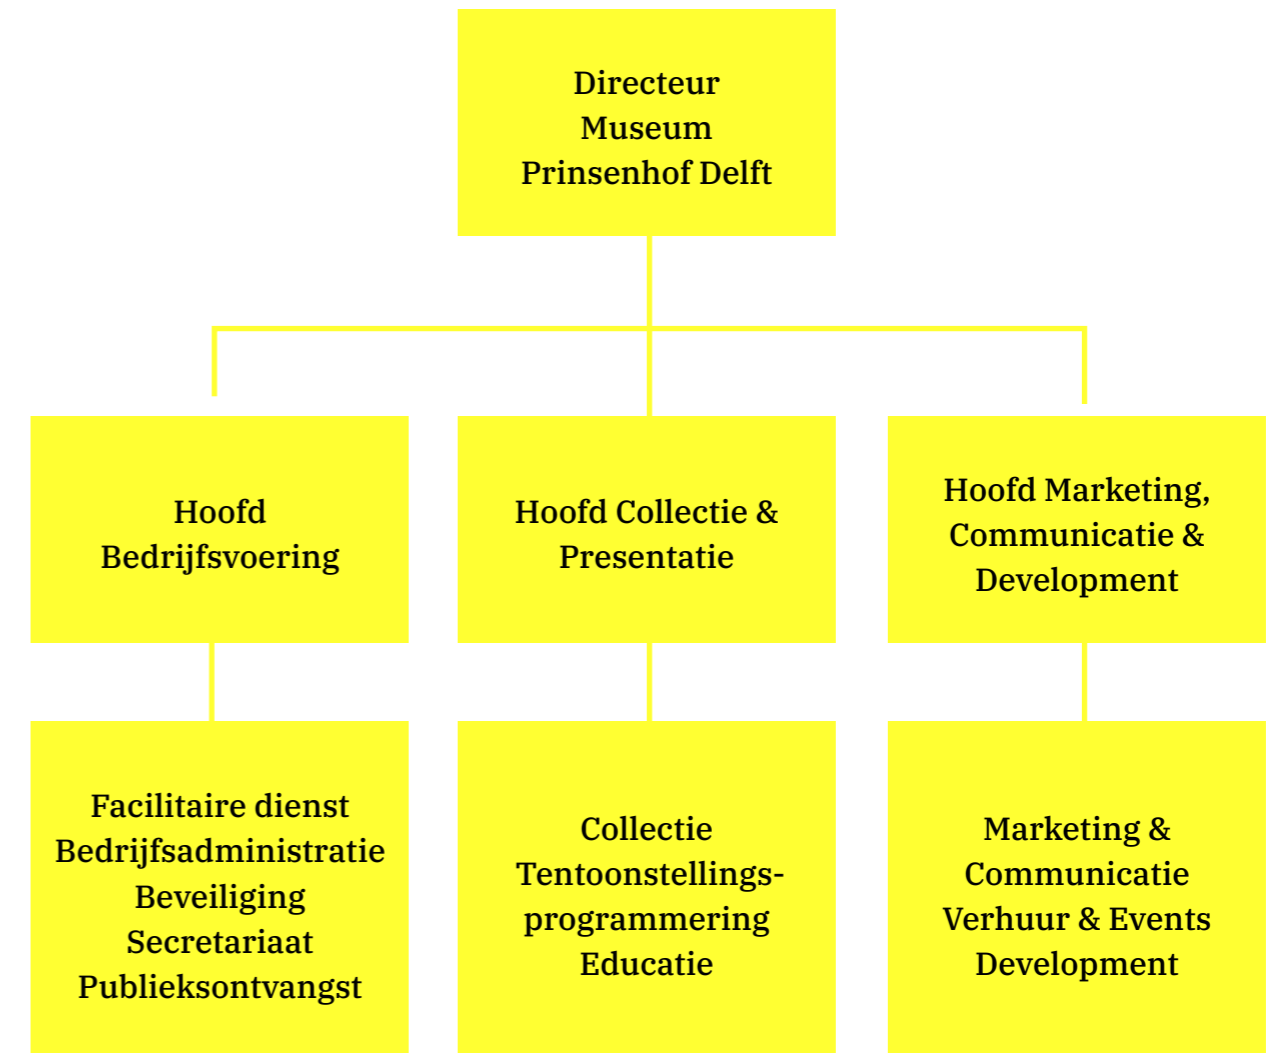 Directeur
Museum
Prinsenhof Delft
Hoofd
Bedrijfsvoering
Hoofd Collectie &
Presentatie
Hoofd Marketing,
Communicatie &
Development
Facilitaire dienst
Bedrijfsadministratie
Beveiliging
Secretariaat
Publieksontvangst
Collectie
Tentoonstellings-
programmering
Educatie
Marketing &
Communicatie
Verhuur & Events
Development